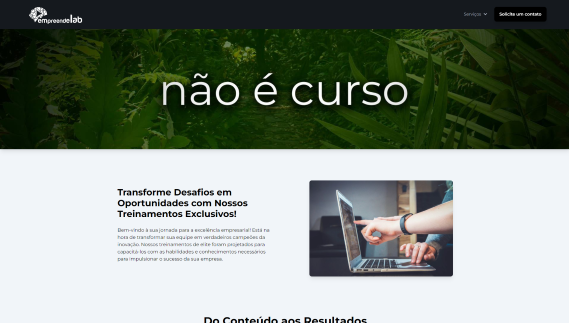 empreendelab
Serviços
Solicite um contato
não é curso
Transforme Desafios em
Oportunidades com Nossos
Treinamentos Exclusivos!
Bem-vindo à sua jornada para a excelência empresarial! Está na
hora de transformar sua equipe em verdadeiros campeões da
inovação. Nossos treinamentos de elite foram projetados para
capacitá-los com as habilidades e conhecimentos necessários
para impulsionar o sucesso da sua empresa.
Do Conteúdo aos Resultados